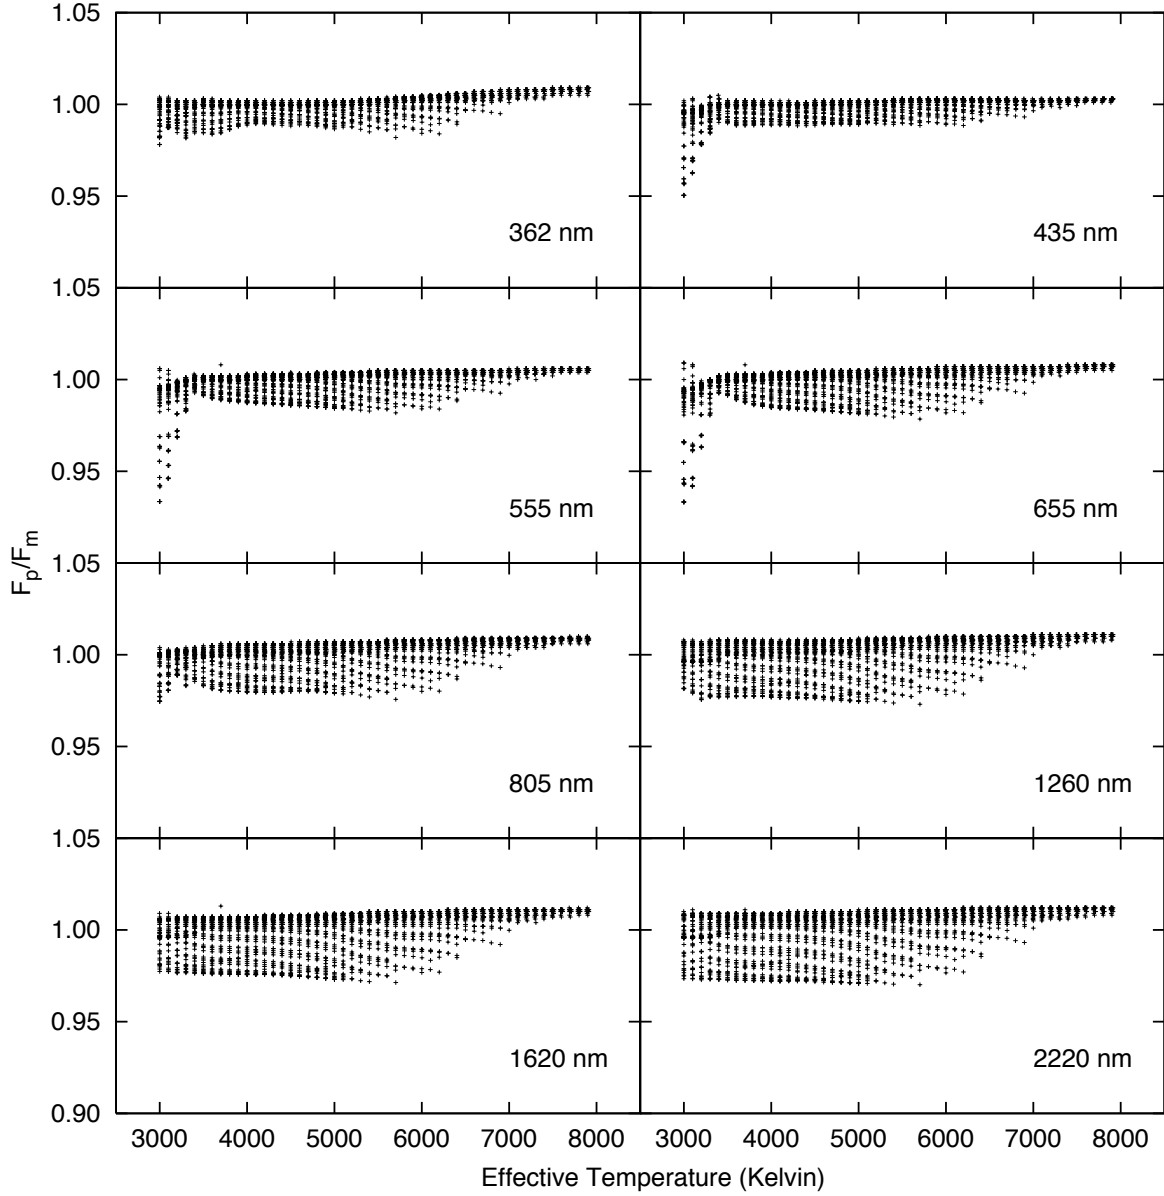 1.05
1.00
0.95
362 nm
435 nm
1.05
1.00
0.95
555 nm
655 nm
F_p/F_m
1.05
1.00
0.95
805 nm
1260 nm
1.05
1.00
0.95
0.90
1620 nm
2220 nm
3000 4000 5000 6000 7000 8000
3000 4000 5000 6000 7000 8000
Effective Temperature (Kelvin)